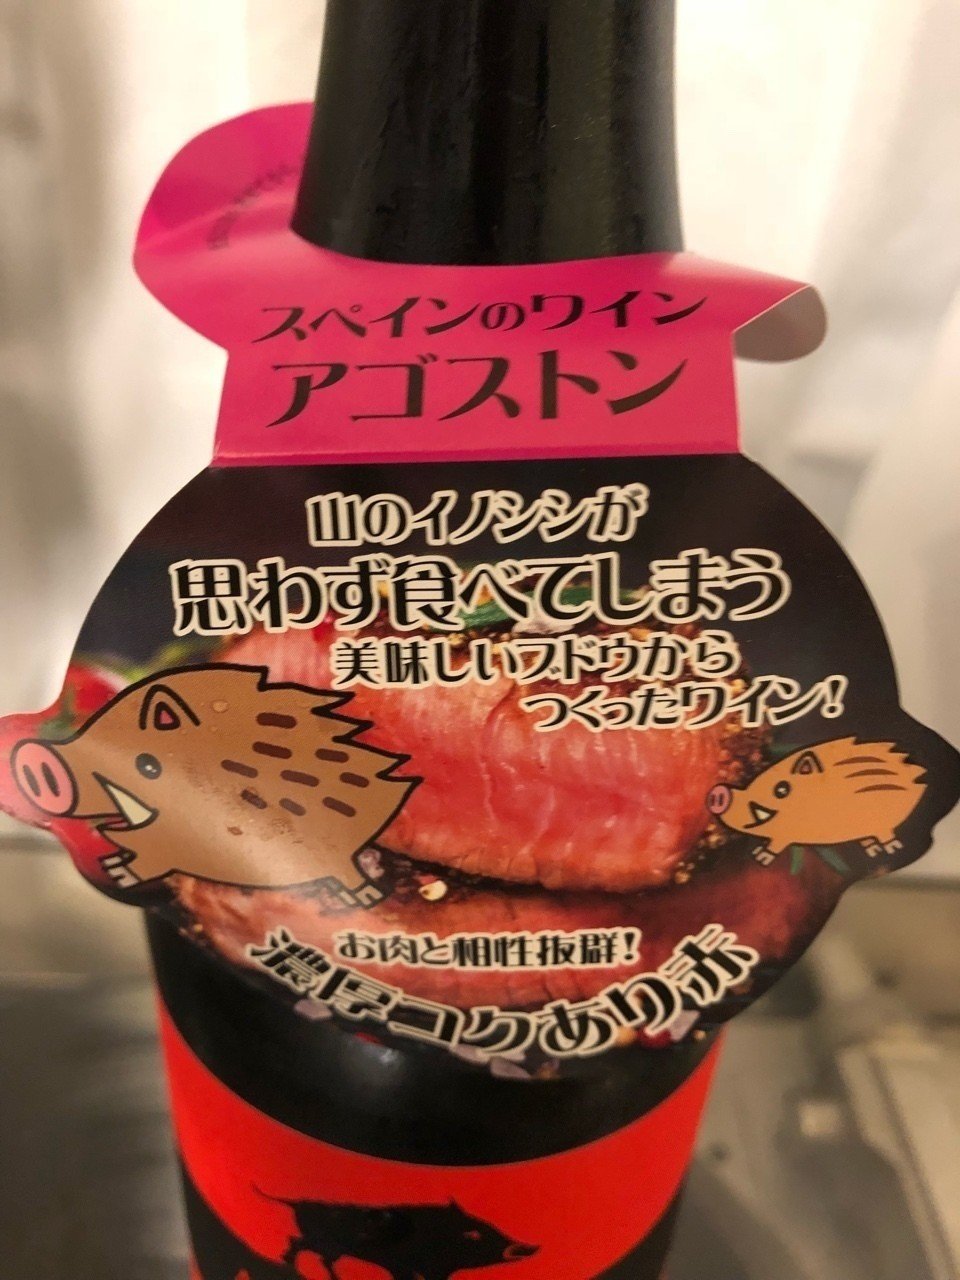 スペインのワイン
アゴストン
山のイノシシが
思わず食べてしまう
美味しいブドウから
つくったワイン!
お肉と相性抜群!
濃厚コクあり赤